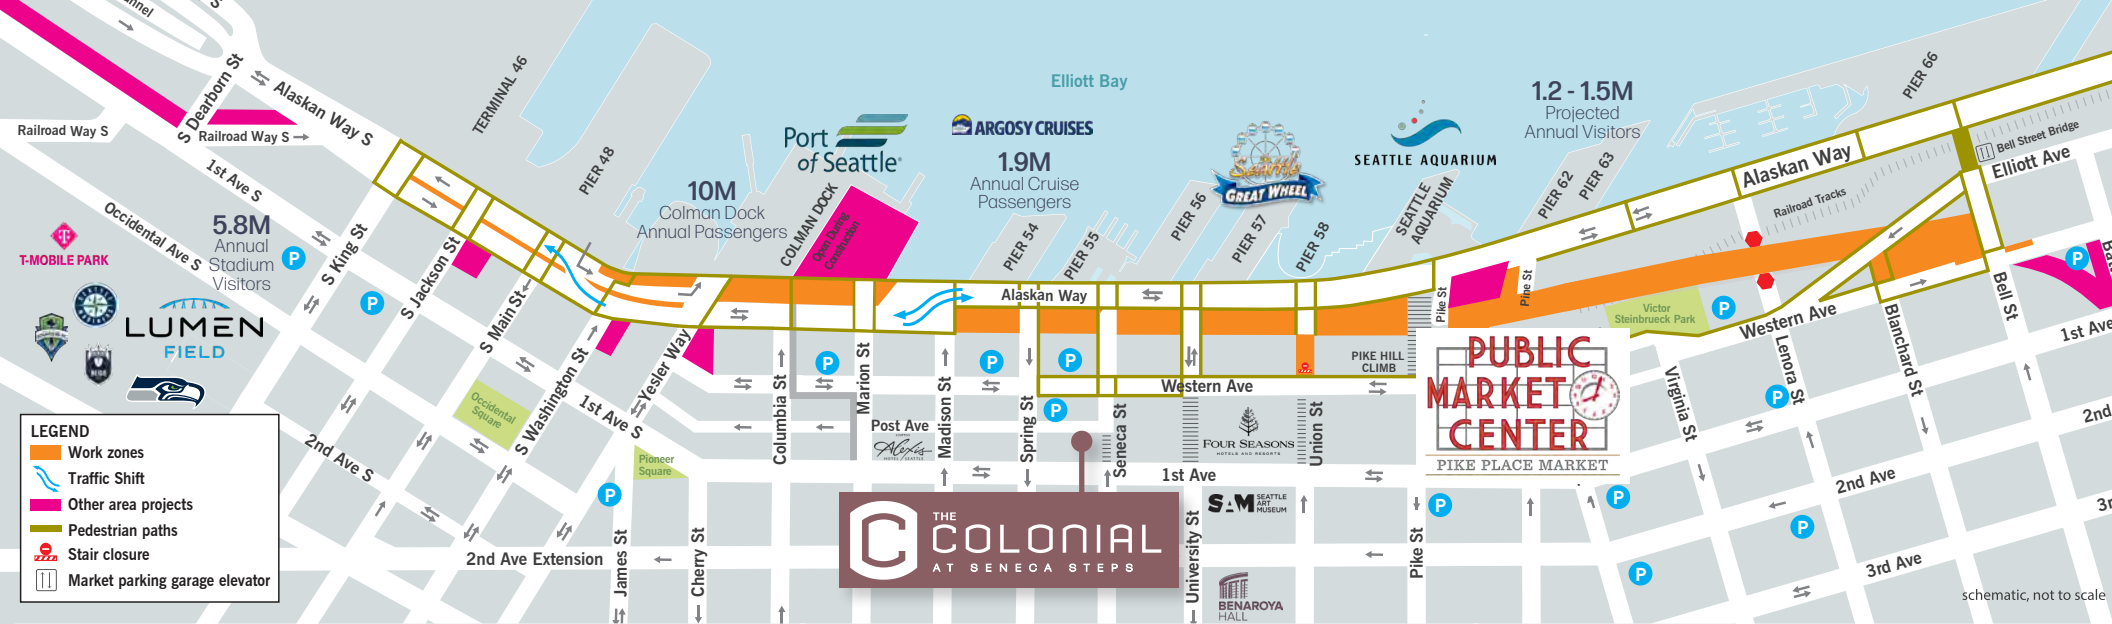 nnel
S
S Dearborn St
Alaskan Way S
Railroad Way S
Railroad Way S
1st Ave S
Occidental Ave S
TERMINAL 46
PIER 48
Elliott Bay
T-MOBILE PARK
5.8M
Annual
Stadium
Visitors
P
P
LUMEN
FIELD
S King St
S Jackson St
S Main St
S Washington St
Yesler Way
1st Ave S
2nd Ave S
Occidental
Square
Pioneer
Square
10M
Colman Dock
Annual Passengers
Port
of Seattle
COLMAN DOCK
Open During
Construction
ARGOSY CRUISES
1.9M
Annual Cruise
Passengers
PIER 54
PIER 55
PIER 56
PIER 57
PIER 58
Seattle
GREAT WHEEL
SEATTLE AQUARIUM
SEATTLE
AQUARIUM
1.2 - 1.5M
Projected
Annual Visitors
PIER 62
PIER 63
PIER 66
Alaskan Way
Alaskan Way
Railroad Tracks
Bell Street Bridge
Elliott Ave
Pike St
Pine St
Victor
Steinbrueck Park
P
P
Western Ave
Lenora St
Blanchard St
Bell St
Virginia St
1st Ave
2nd
3r
Bat
PIKE HILL
CLIMB
Western Ave
P
P
P
P
Columbia St
Marion St
Madison St
Spring St
Seneca St
Union St
Post Ave
Alexis
FOUR SEASONS
HOTELS AND RESORTS
1st Ave
PUBLIC
MARKET
CENTER
PIKE PLACE MARKET
P
P
P
P
P
P
2nd Ave
3rd Ave
2nd Ave Extension
James St
Cherry St
University St
Pike St
THE
COLONIAL
AT SENECA STEPS
SAM
SEATTLE
ART
MUSEUM
BENAROYA
HALL
LEGEND
Work zones
Traffic Shift
Other area projects
Pedestrian paths
Stair closure
Market parking garage elevator
schematic, not to scale